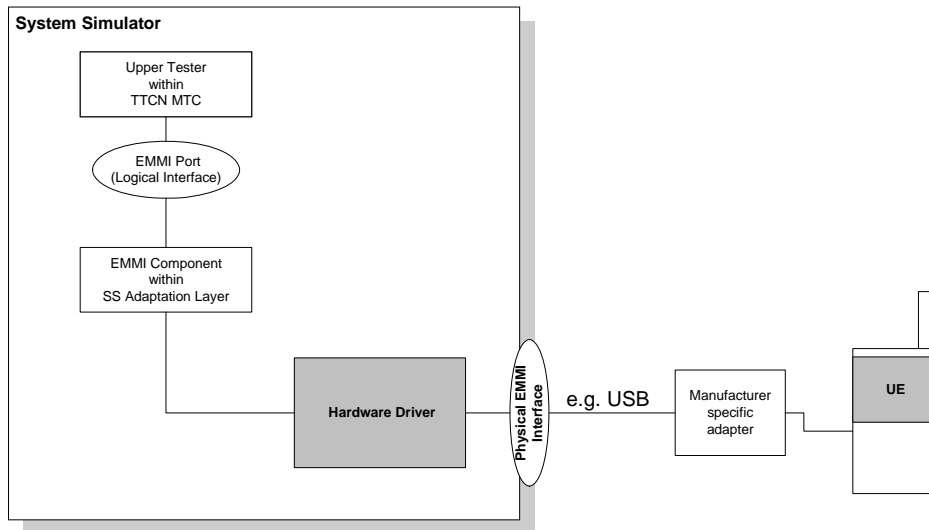 System Simulator
Upper Tester
within
TTCN MTC
EMMI Port
(Logical Interface)
EMMI Component
within
SS Adaptation Layer
Hardware Driver
Physical EMMI
Interface
e.g. USB
Manufacturer
specific
adapter
UE